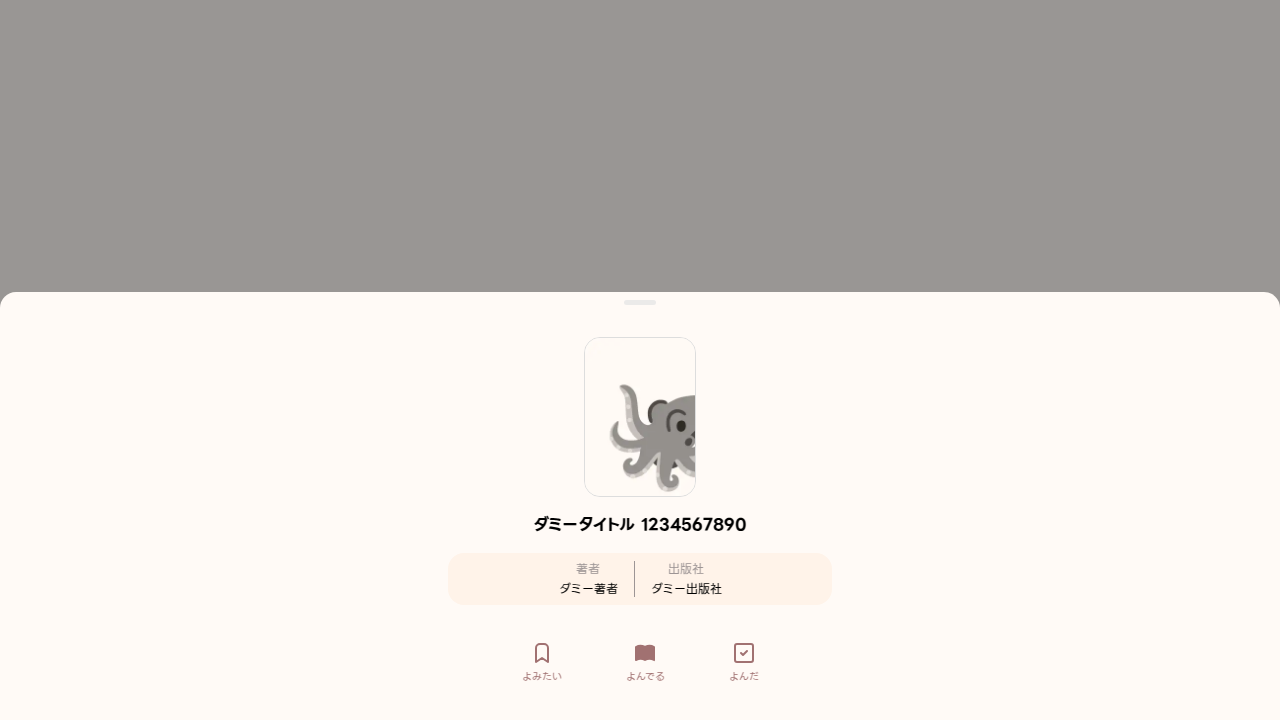 ダミータイトル 1234567890
著者
ダミー著者
出版社
ダミー出版社
よみたい
よんでる
よんだ